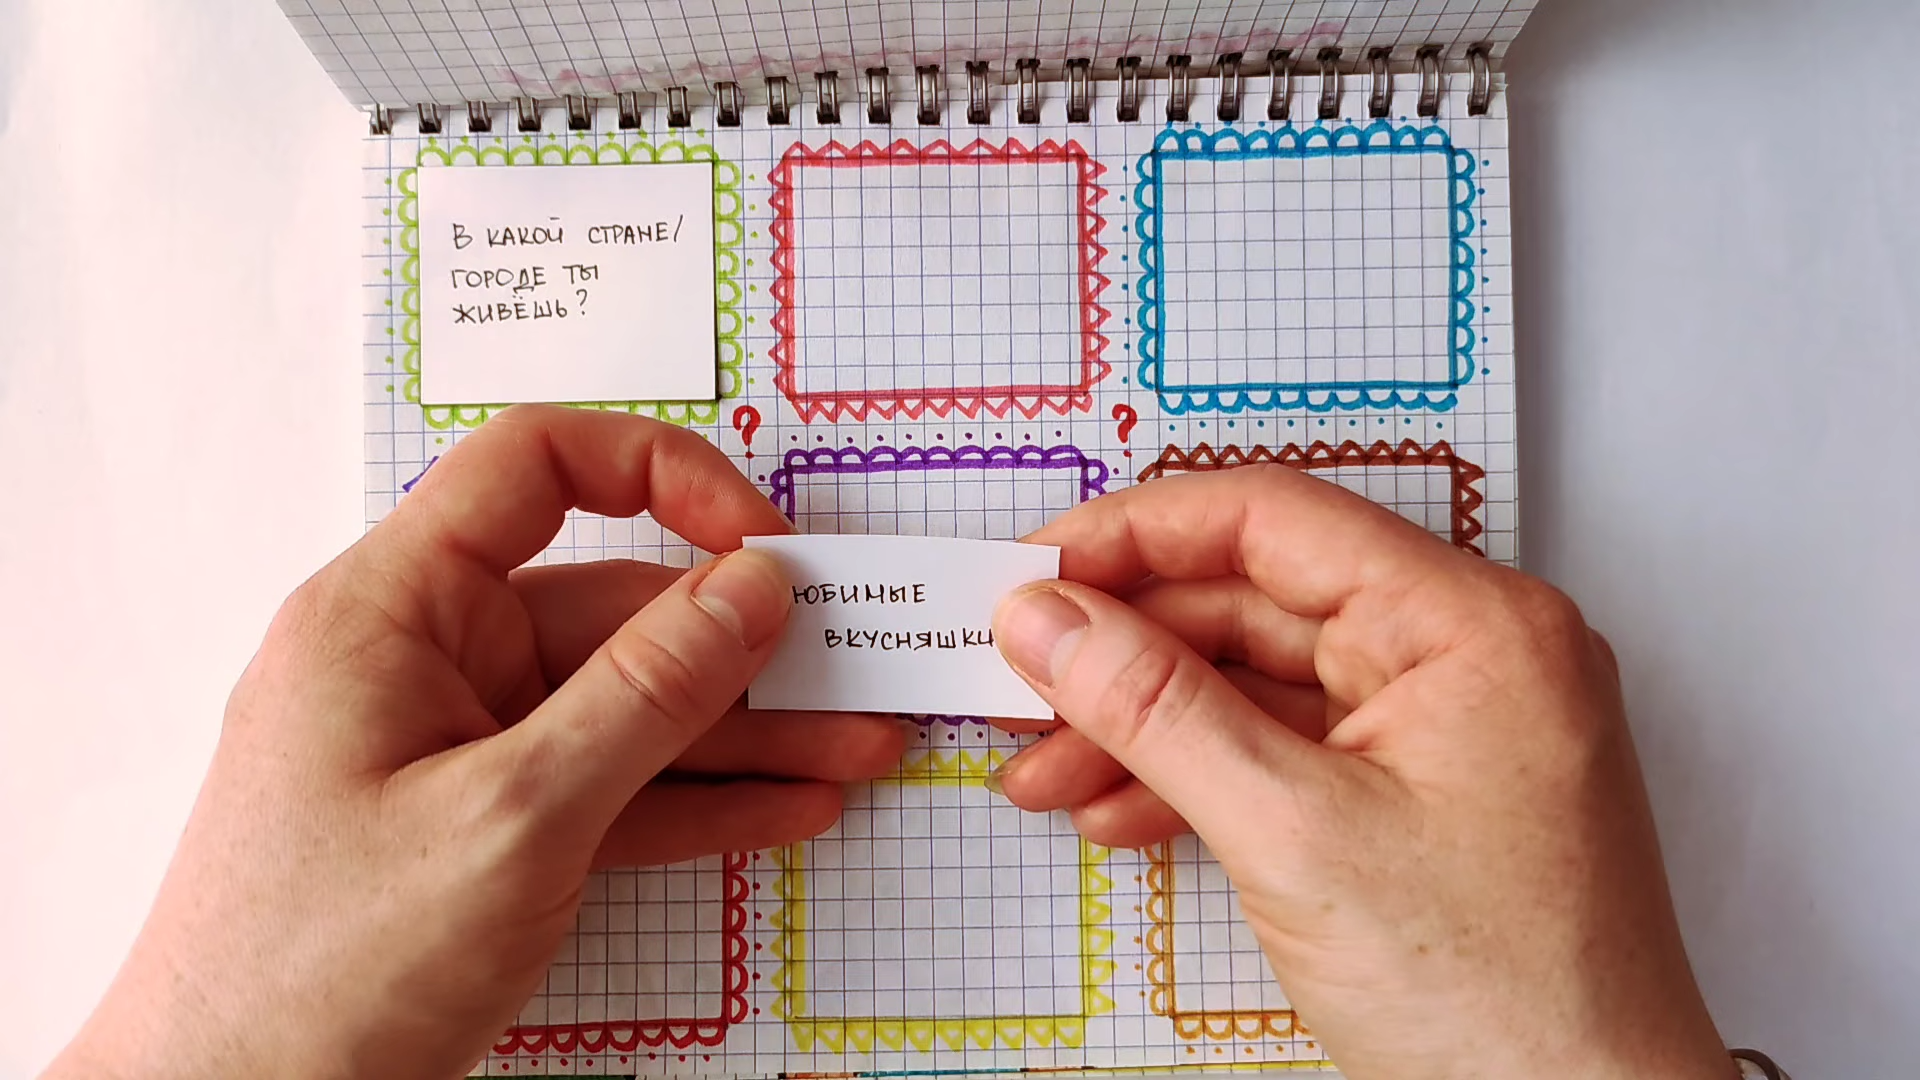 В КАКОЙ СТРАНЕ/
ГОРОДЕ ТЫ
ЖИВЁШЬ?
?
?
ЮБИМЫЕ
ВКУСНЯШКИ